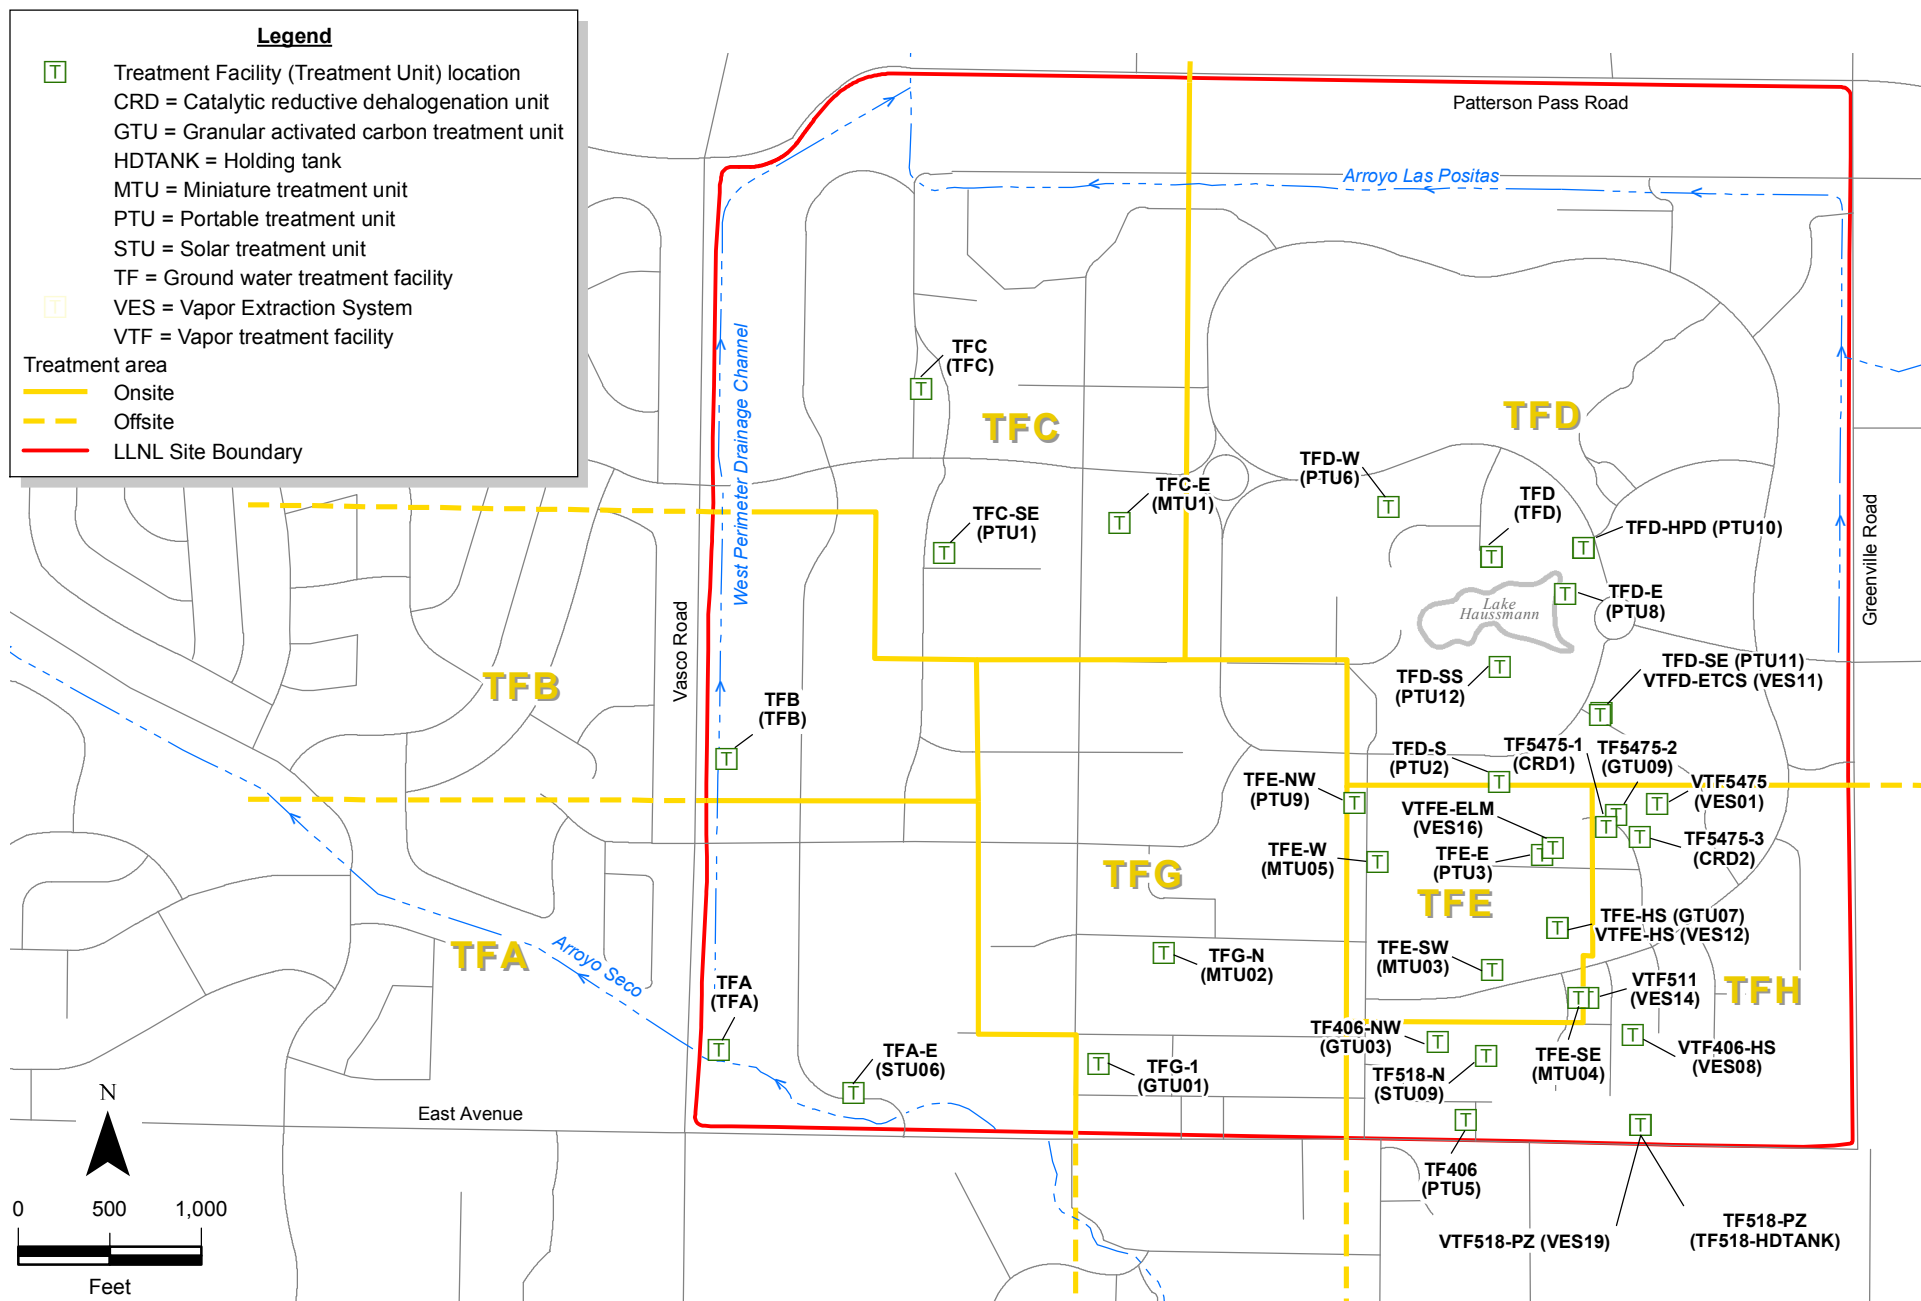 Legend
T
Treatment Facility (Treatment Unit) location
CRD = Catalytic reductive dehalogenation unit
GTU = Granular activated carbon treatment unit
HDTANK = Holding tank
MTU = Miniature treatment unit
PTU = Portable treatment unit
STU = Solar treatment unit
TF = Ground water treatment facility
T
VES = Vapor Extraction System
VTF = Vapor treatment facility
Treatment area
Onsite
Offsite
LLNL Site Boundary
Patterson Pass Road
Arroyo Las Positas
West Perimeter Drainage Channel
Vasco Road
Greenville Road
TFC
(TFC)
T
TFC
TFD
TFD-W
(PTU6)
T
TFC-E
(MTU1)
T
TFC-SE
(PTU1)
T
TFD
(TFD)
T
TFD-HPD (PTU10)
T
TFD-E
(PTU8)
T
Lake
Haussmann
TFD-SS
(PTU12)
T
TFD-SE (PTU11)
VTFD-ETCS (VES11)
T
TFB
TFB
(TFB)
T
TFD-S
(PTU2)
T
TF5475-1
(CRD1)
T
TF5475-2
(GTU09)
T
VTF5475
(VES01)
T
TF5475-3
(CRD2)
T
TFE-NW
(PTU9)
T
VTFE-ELM
(VES16)
T
TFE-W
(MTU05)
T
TFE-E
(PTU3)
T
TFG
TFE
TFE-HS (GTU07)
VTFE-HS (VES12)
T
TFE-SW
(MTU03)
T
TFG-N
(MTU02)
T
TFA
Arroyo Seco
TFA
(TFA)
T
VTF511
(VES14)
T
TFH
TFE-SE
(MTU04)
T
TF406-NW
(GTU03)
T
VTF406-HS
(VES08)
T
TFA-E
(STU06)
T
TFG-1
(GTU01)
T
TF518-N
(STU09)
T
TF406
(PTU5)
T
T
VTF518-PZ (VES19)
TF518-PZ
(TF518-HDTANK)
East Avenue
N
0 500 1,000
Feet